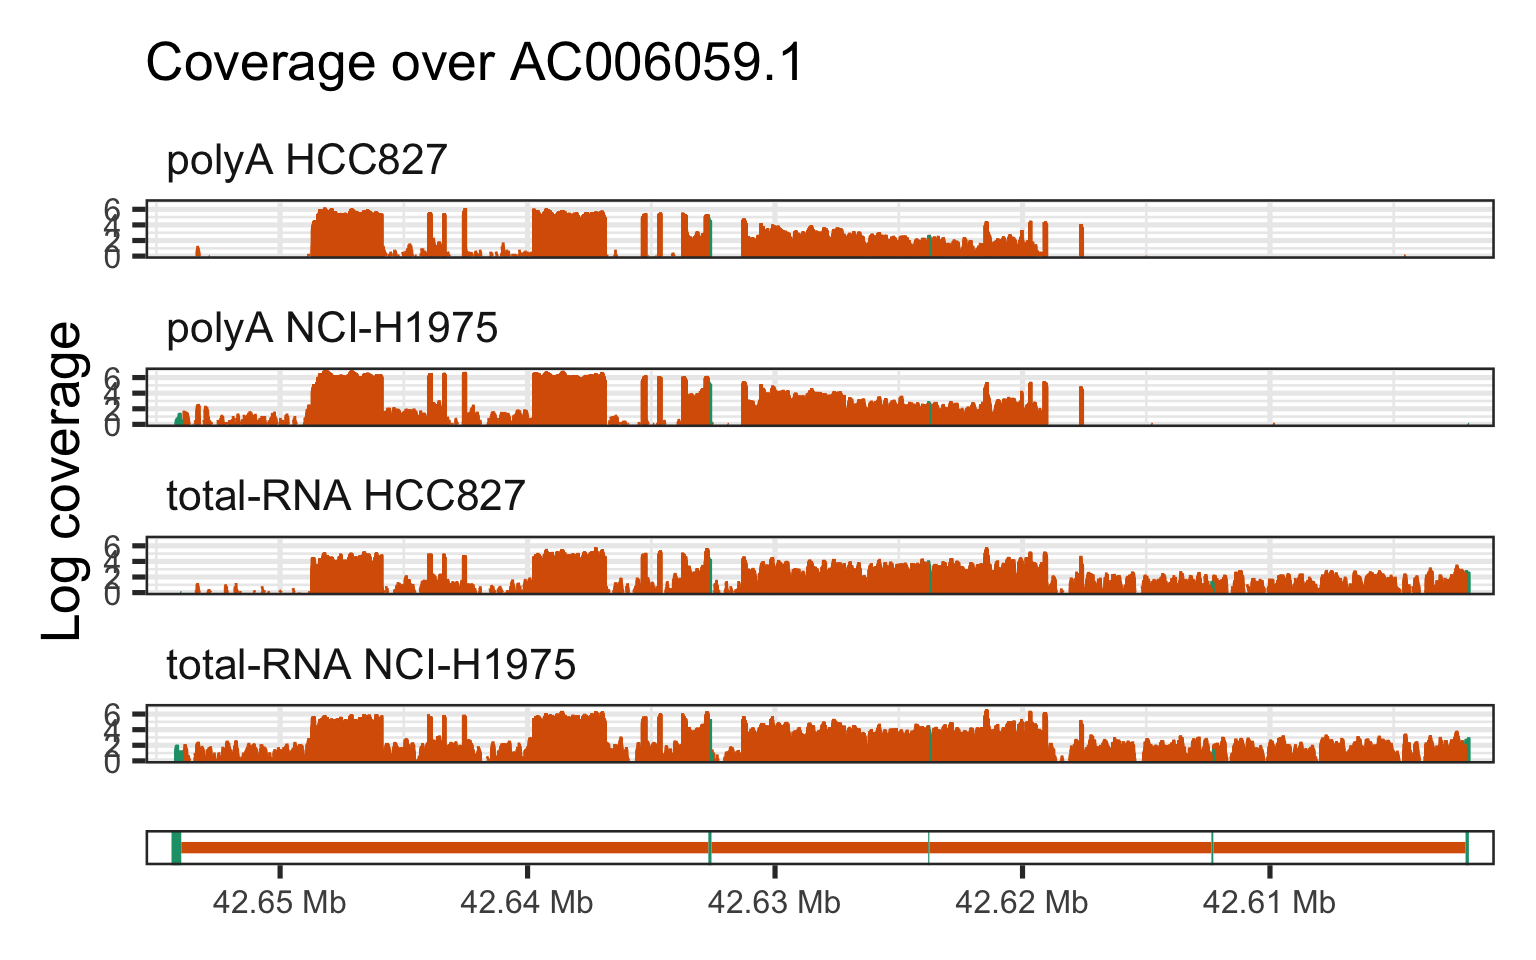 Coverage over AC006059.1
polyA HCC827
6
4
2
0
polyA NCI-H1975
6
4
2
0
Log coverage
total-RNA HCC827
6
4
2
0
total-RNA NCI-H1975
6
4
2
0
42.65 Mb 42.64 Mb 42.63 Mb 42.62 Mb 42.61 Mb